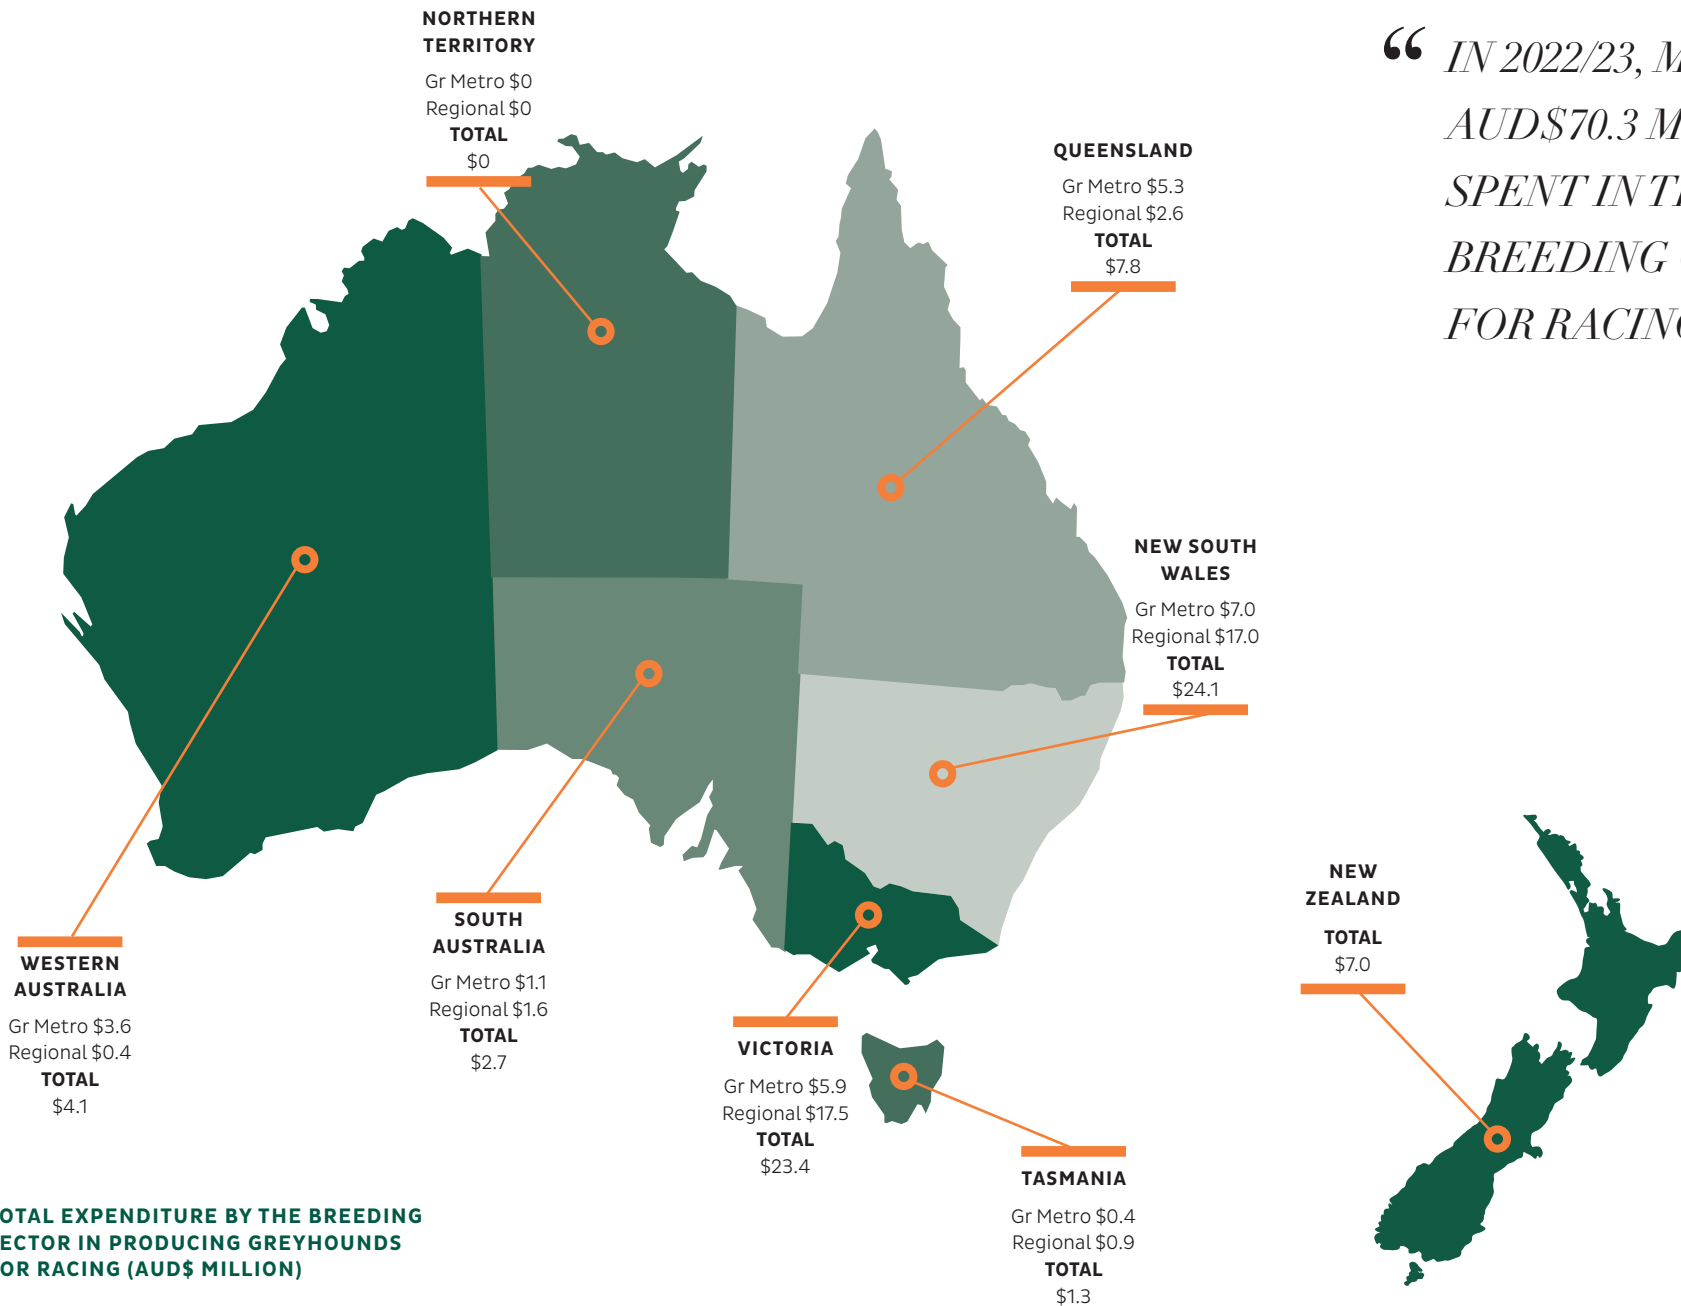 NORTHERN
TERRITORY
Gr Metro $0
Regional $0
TOTAL
$0
QUEENSLAND
Gr Metro $5.3
Regional $2.6
TOTAL
$7.8
“ IN 2022/23, M
AUD$70.3 M
SPENT IN T
BREEDING
FOR RACING
NEW SOUTH
WALES
Gr Metro $7.0
Regional $17.0
TOTAL
$24.1
NEW
ZEALAND
TOTAL
$7.0
WESTERN
AUSTRALIA
Gr Metro $3.6
Regional $0.4
TOTAL
$4.1
SOUTH
AUSTRALIA
Gr Metro $1.1
Regional $1.6
TOTAL
$2.7
VICTORIA
Gr Metro $5.9
Regional $17.5
TOTAL
$23.4
TASMANIA
Gr Metro $0.4
Regional $0.9
TOTAL
$1.3
OTAL EXPENDITURE BY THE BREEDING
ECTOR IN PRODUCING GREYHOUNDS
OR RACING (AUD$ MILLION)